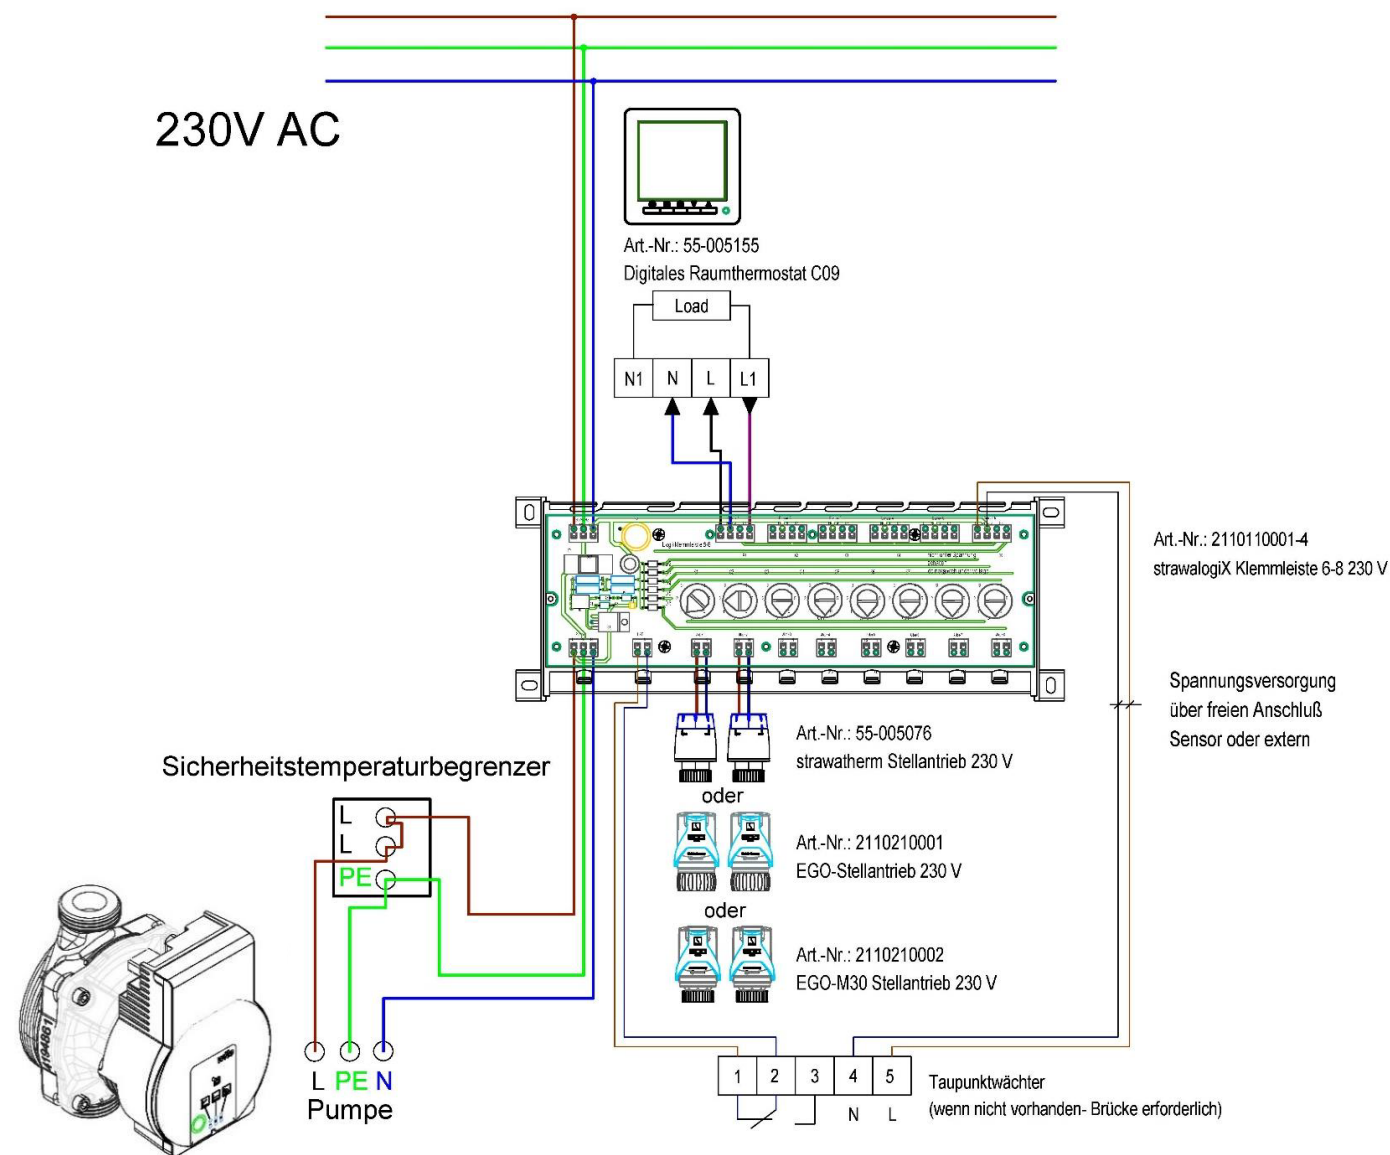 230V AC
Art.-Nr.: 55-005155
Digitales Raumthermostat C09
Load
N1 N L L1
Art.-Nr.: 2110110001-4
strawalogiX Klemmleiste 6-8 230 V
Spannungsversorgung
über freien Anschluß
Sensor oder extern
Art.-Nr.: 55-005076
strawatherm Stellantrieb 230 V
oder
Sicherheitstemperaturbegrenzer
L
L
PE
Art.-Nr.: 2110210001
EGO-Stellantrieb 230 V
oder
Art.-Nr.: 2110210002
EGO-M30 Stellantrieb 230 V
4194861
L PE N
Pumpe
1 2 3 4 5
N L
Taupunktwächter
(wenn nicht vorhanden- Brücke erforderlich)